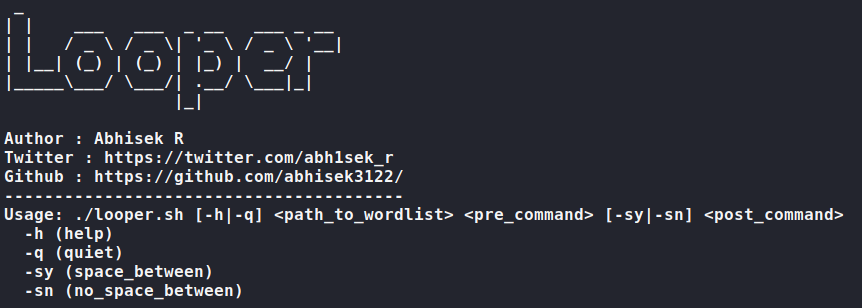 Looper
Author : Abhisek R
Twitter : https://twitter.com/abh1sek_r
Github : https://github.com/abhisek3122/
----------------------------------------
Usage: ./looper.sh [-h|-q] <path_to_wordlist> <pre_command> [-sy|-sn] <post_command>
  -h (help)
  -q (quiet)
  -sy (space_between)
  -sn (no_space_between)